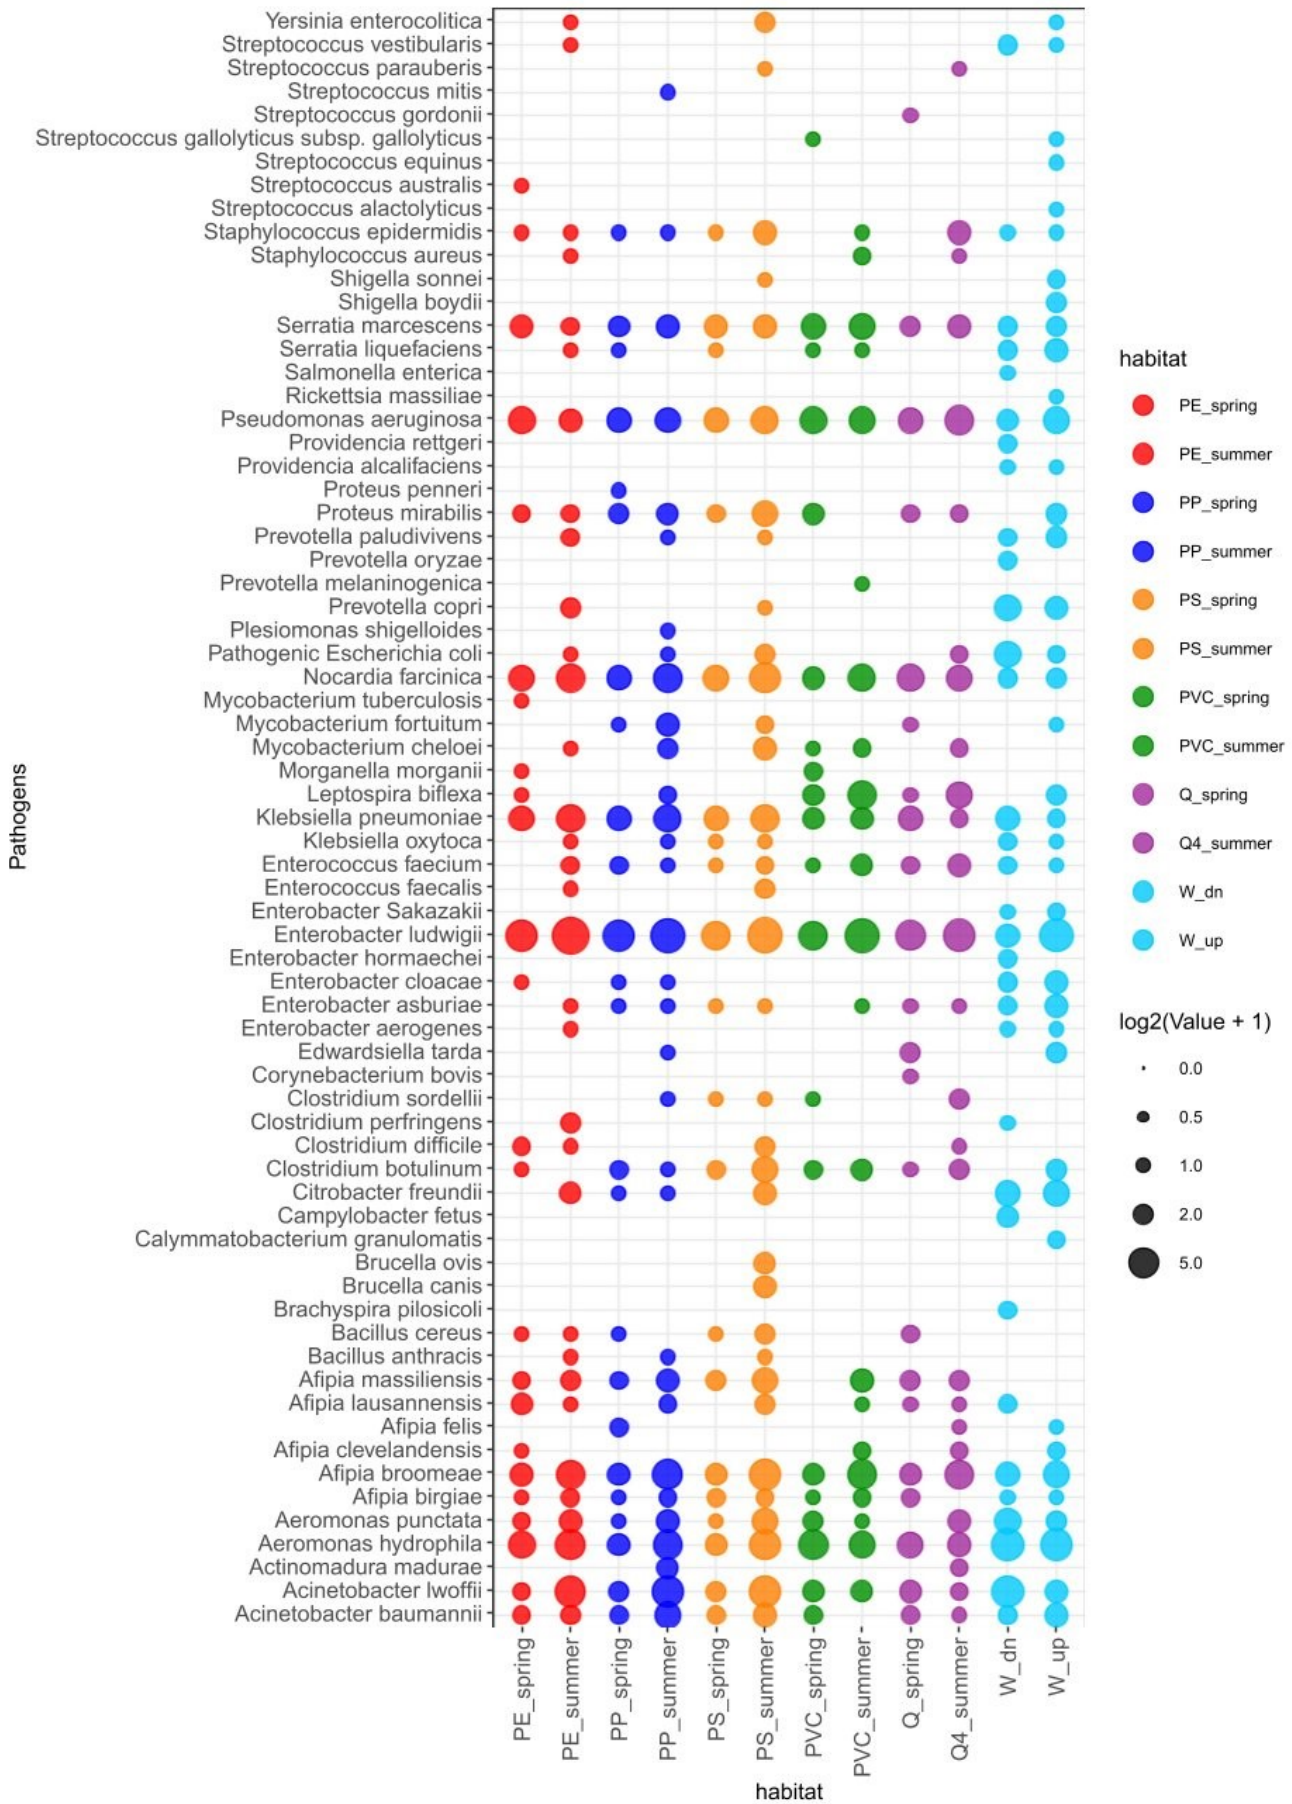 Yersinia enterocolitica
Streptococcus vestibularis
Streptococcus parauberis
Streptococcus mitis
Streptococcus gordonii
Streptococcus gallolyticus subsp. gallolyticus
Streptococcus equinus
Streptococcus australis
Streptococcus alactolyticus
Staphylococcus epidermidis
Staphylococcus aureus
Shigella sonnei
Shigella boydii
Serratia marcescens
Serratia liquefaciens
Salmonella enterica
Rickettsia massiliae
Pseudomonas aeruginosa
Providencia rettgeri
Providencia alcalifaciens
Proteus penneri
Proteus mirabilis
Prevotella paludivivens
Prevotella oryzae
Prevotella melaninogenica
Prevotella copri
Plesiomonas shigelloides
Pathogenic Escherichia coli
Nocardia farcinica
Mycobacterium tuberculosis
Mycobacterium fortuitum
Mycobacterium cheloei
Morganella morganii
Leptospira biflexa
Klebsiella pneumoniae
Klebsiella oxytoca
Enterococcus faecium
Enterococcus faecalis
Enterobacter Sakazakii
Enterobacter ludwigii
Enterobacter hormaechei
Enterobacter cloacae
Enterobacter asburiae
Enterobacter aerogenes
Edwardsiella tarda
Corynebacterium bovis
Clostridium sordellii
Clostridium perfringens
Clostridium difficile
Clostridium botulinum
Citrobacter freundii
Campylobacter fetus
Calymmatobacterium granulomatis
Brucella ovis
Brucella canis
Brachyspira pilosicoli
Bacillus cereus
Bacillus anthracis
Afipia massiliensis
Afipia lausannensis
Afipia felis
Afipia clevelandensis
Afipia broomeae
Afipia birgiae
Aeromonas punctata
Aeromonas hydrophila
Actinomadura madurae
Acinetobacter lwoffii
Acinetobacter baumannii
Pathogens
PE_spring
PE_summer
PP_spring
PP_summer
PS_spring
PS_summer
PVC_spring
PVC_summer
Q_spring
Q4_summer
W_dn
W_up
habitat
habitat
PE_spring
PE_summer
PP_spring
PP_summer
PS_spring
PS_summer
PVC_spring
PVC_summer
Q_spring
Q4_summer
W_dn
W_up
log2(Value + 1)
0.0
0.5
1.0
2.0
5.0